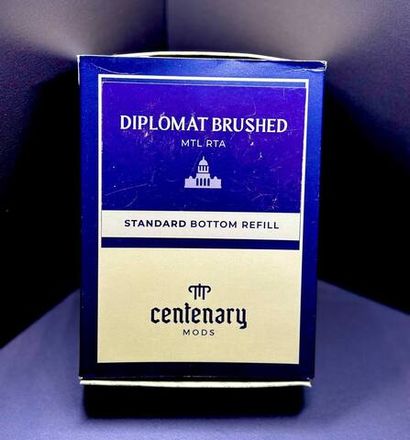 DIPLOMAT BRUSHED
MTL RTA
STANDARD BOTTOM REFILL
centenary
MODS